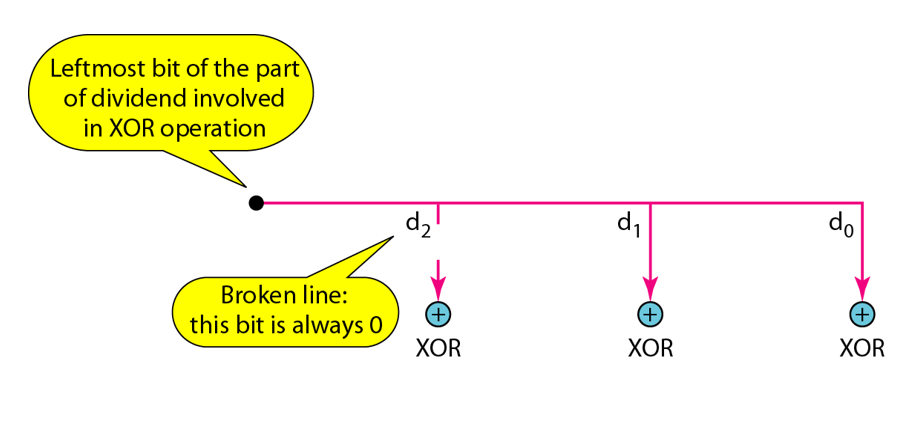 Leftmost bit of the part
of dividend involved
in XOR operation
d₂
d₁
d₀
Broken line:
this bit is always 0
+
+
+
XOR
XOR
XOR